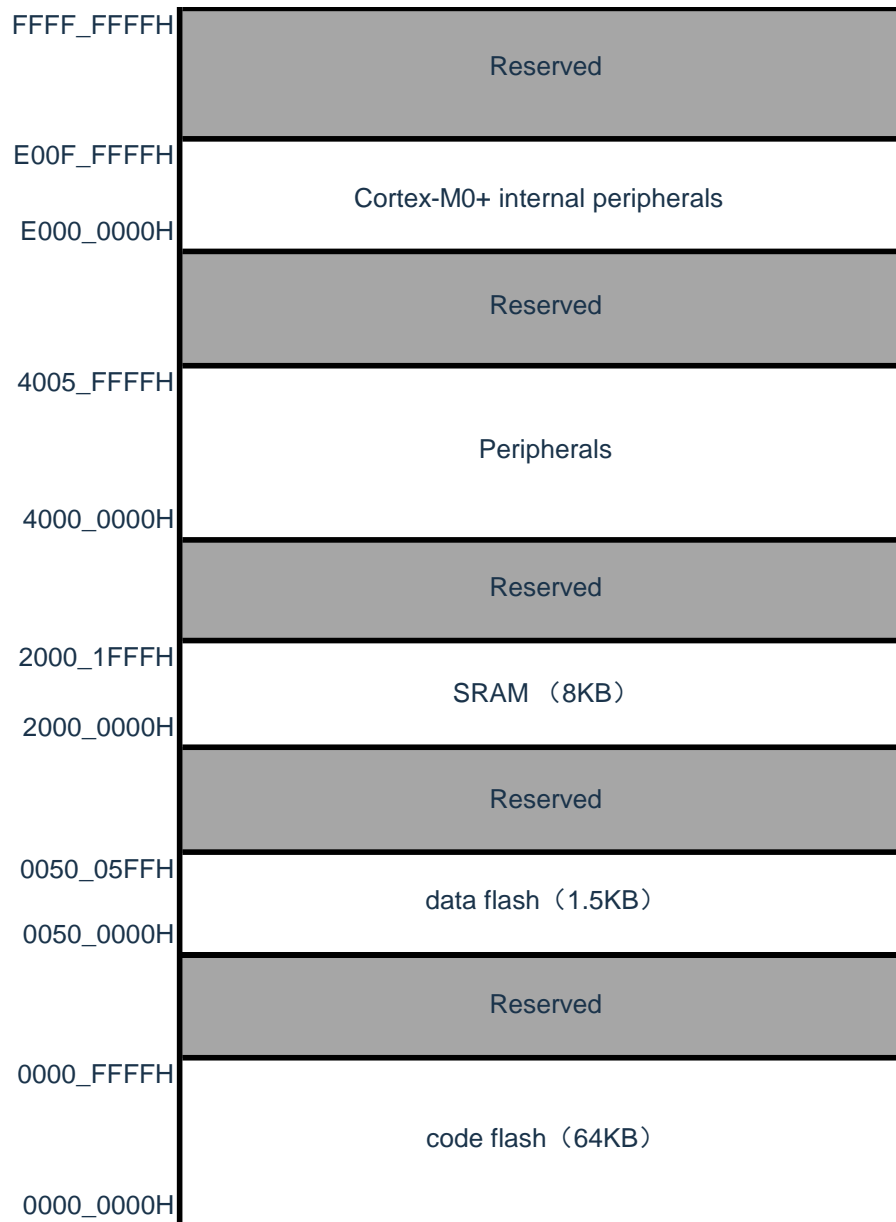 FFFF_FFFFH
Reserved
E00F_FFFFH
Cortex-M0+ internal peripherals
E000_0000H
Reserved
4005_FFFFH
Peripherals
4000_0000H
Reserved
2000_1FFFH
SRAM （8KB）
2000_0000H
Reserved
0050_05FFH
data flash（1.5KB）
0050_0000H
Reserved
0000_FFFFH
code flash（64KB）
0000_0000H